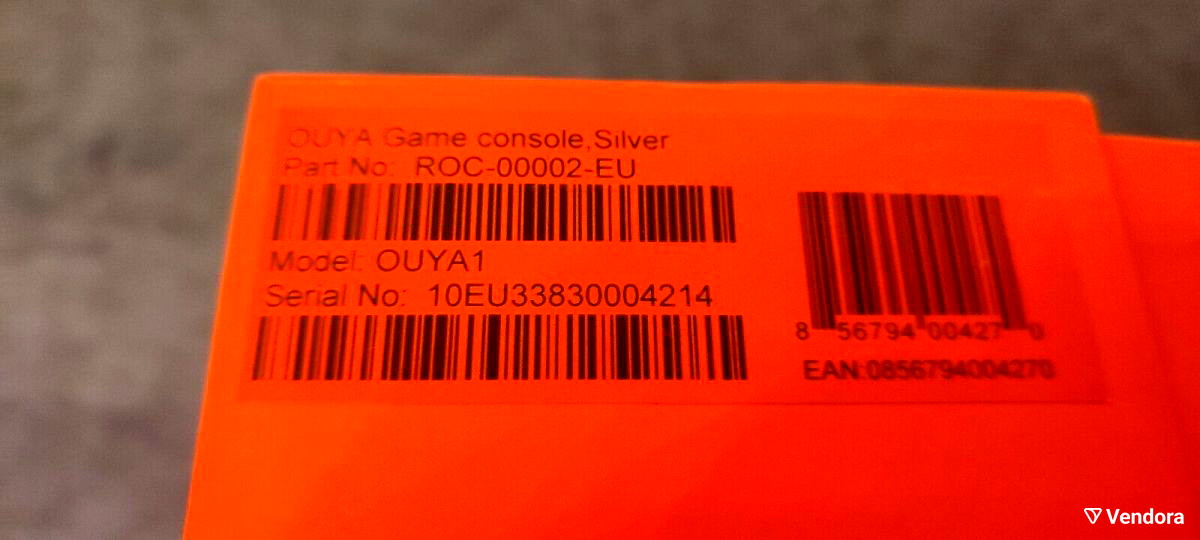 OUYA Game console,Silver
Part No: ROC-00002-EU
Model: OUYA1
Serial No: 10EU33830004214
8 56794 00427 0
EAN:0856794004270
Vendora